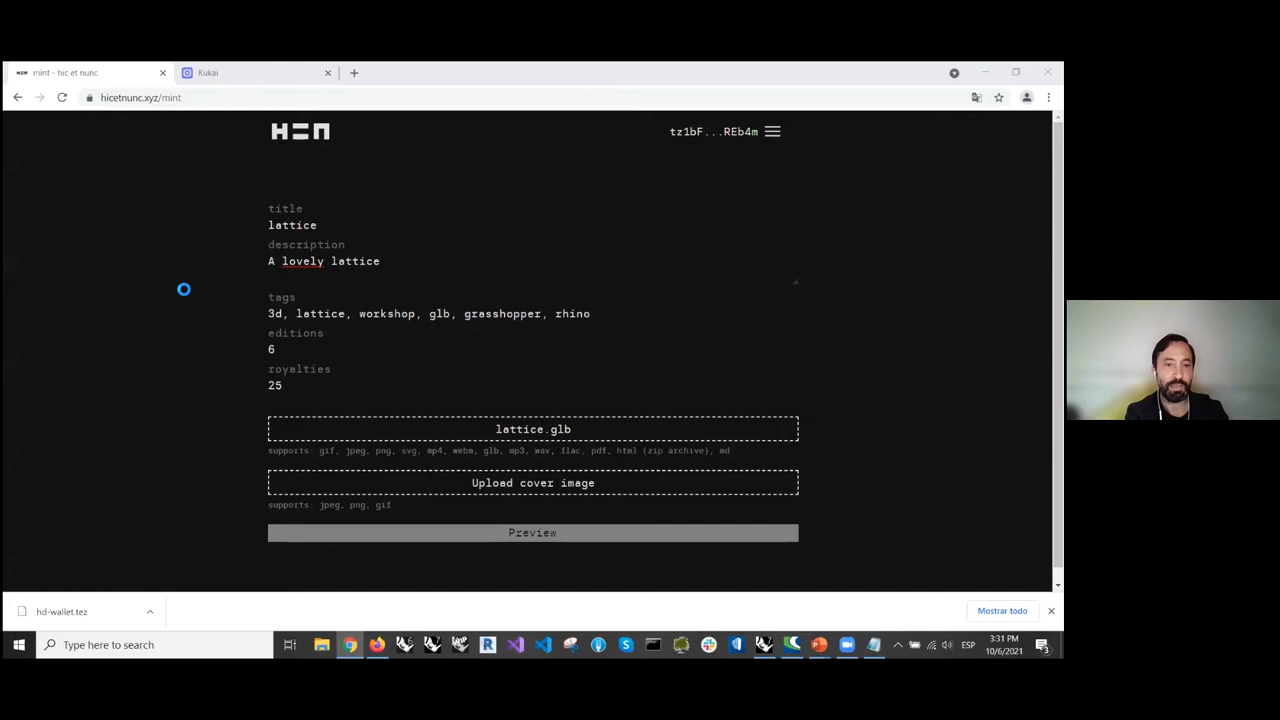 mint - hic et nunc
Kukai
hicetnunc.xyz/mint
tz1bF...REb4m
title
lattice
description
A lovely lattice
tags
3d, lattice, workshop, glb, grasshopper, rhino
editions
6
royalties
25
lattice.glb
supports: gif, jpeg, png, svg, mp4, webm, glb, mp3, wav, flac, pdf, html (zip archive), md
Upload cover image
supports: jpeg, png, gif
Preview
hd-wallet.tez
Mostrar todo
Type here to search
ESP
3:31 PM
10/6/2021
3